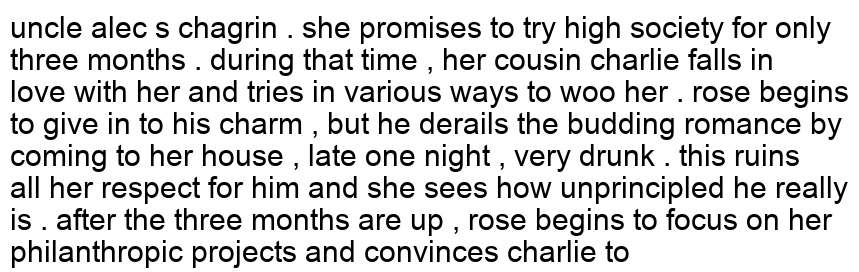 uncle alec s chagrin . she promises to try high society for only
three months . during that time , her cousin charlie falls in
love with her and tries in various ways to woo her . rose begins
to give in to his charm , but he derails the budding romance by
coming to her house , late one night , very drunk . this ruins
all her respect for him and she sees how unprincipled he really
is . after the three months are up , rose begins to focus on her
philanthropic projects and convinces charlie to